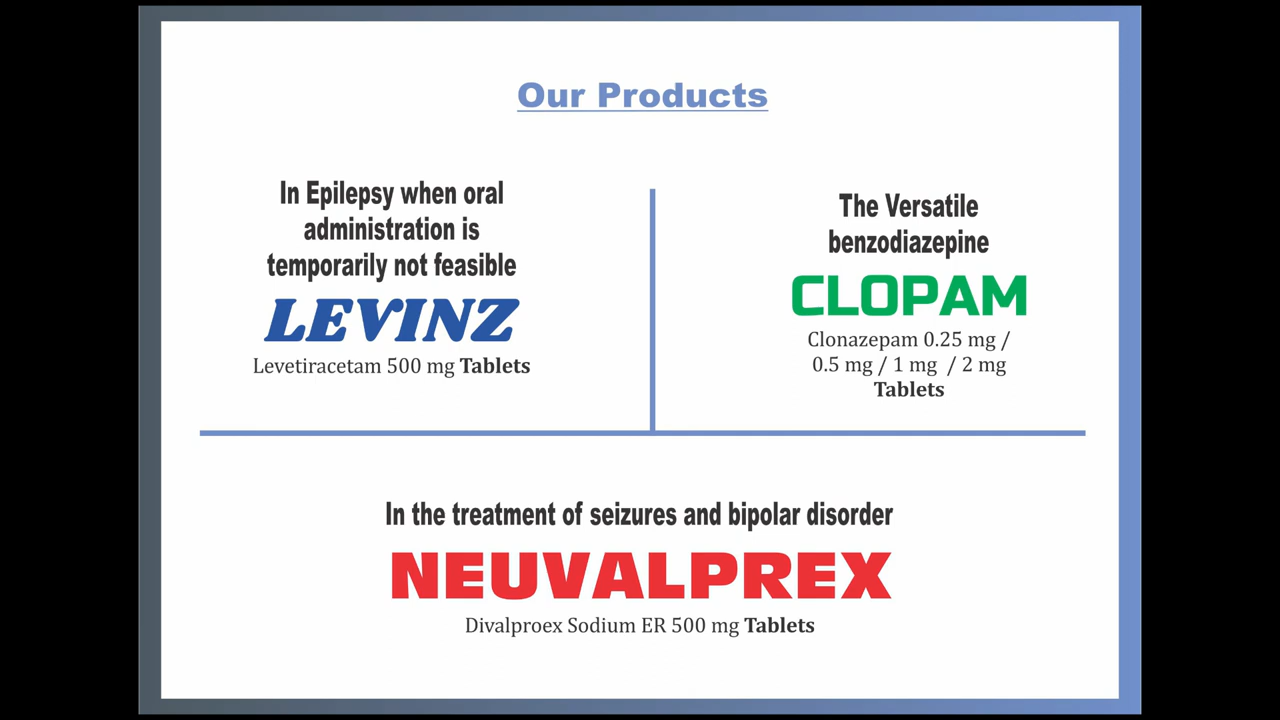 Our Products
In Epilepsy when oral
administration is
temporarily not feasible
LEVINZ
Levetiracetam 500 mg Tablets
The Versatile
benzodiazepine
CLOPAM
Clonazepam 0.25 mg /
0.5 mg / 1 mg / 2 mg
Tablets
In the treatment of seizures and bipolar disorder
NEUVALPREX
Divalproex Sodium ER 500 mg Tablets